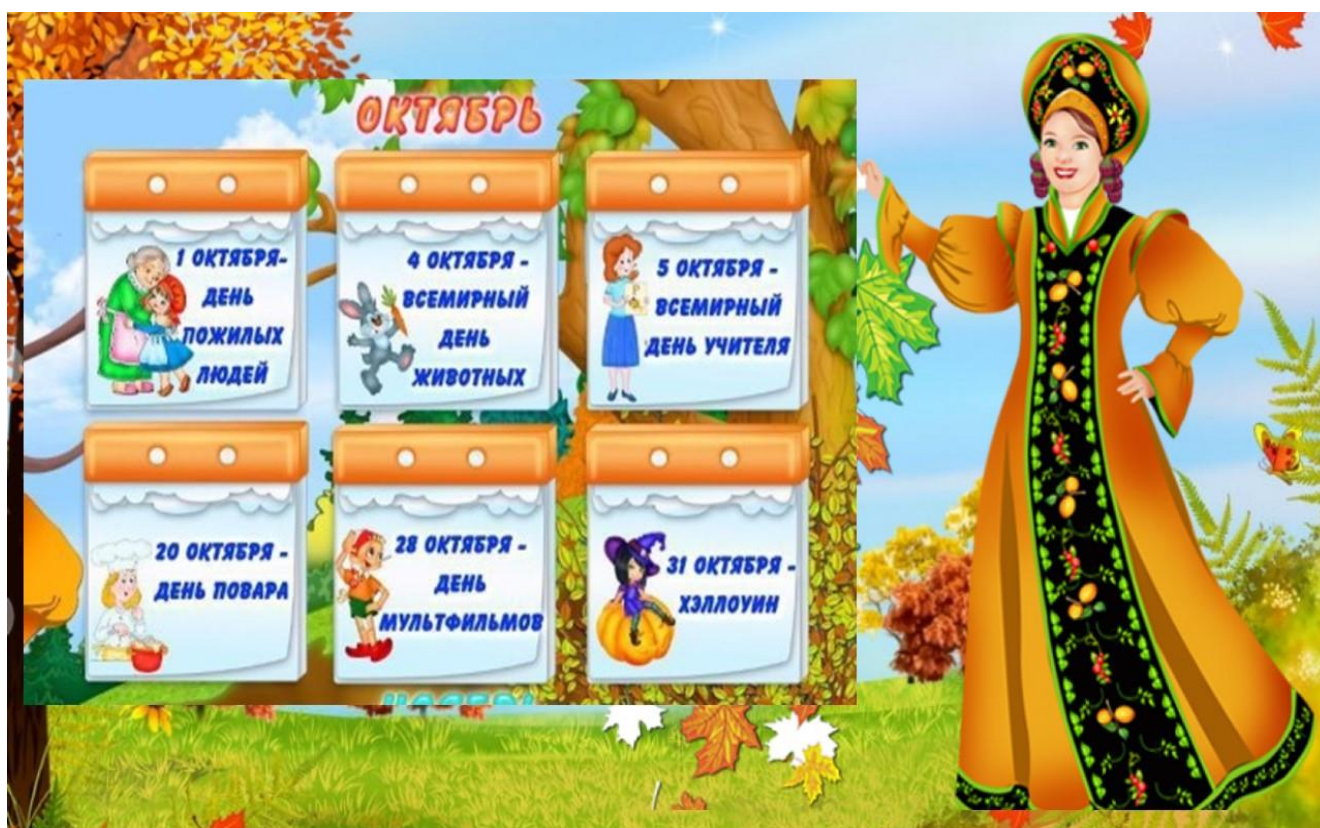 ОКТЯБРЬ
1 ОКТЯБРЯ-
ДЕНЬ
ПОЖИЛЫХ
ЛЮДЕЙ
4 ОКТЯБРЯ -
ВСЕМИРНЫЙ
ДЕНЬ
ЖИВОТНЫХ
5 ОКТЯБРЯ -
ВСЕМИРНЫЙ
ДЕНЬ УЧИТЕЛЯ
20 ОКТЯБРЯ -
ДЕНЬ ПОВАРА
28 ОКТЯБРЯ -
ДЕНЬ
МУЛЬТФИЛЬМОВ
31 ОКТЯБРЯ -
ХЭЛЛОУИН